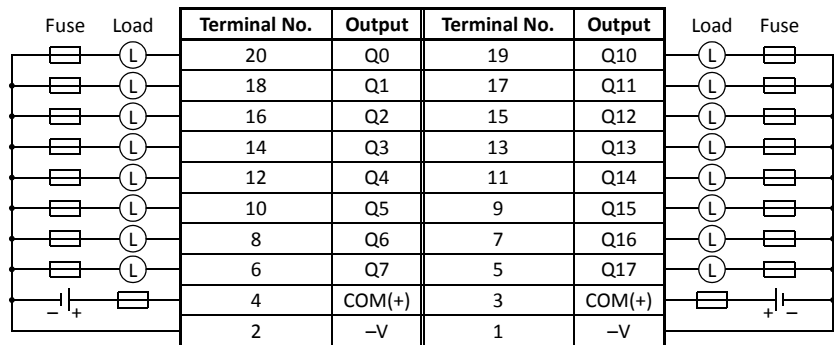 Fuse Load Terminal No. Output Terminal No. Output Load Fuse
L 20 Q0 19 Q10 L
L 18 Q1 17 Q11 L
L 16 Q2 15 Q12 L
L 14 Q3 13 Q13 L
L 12 Q4 11 Q14 L
L 10 Q5 9 Q15 L
L 8 Q6 7 Q16 L
L 6 Q7 5 Q17 L
– + 4 COM(+) 3 COM(+) + –
2 –V 1 –V